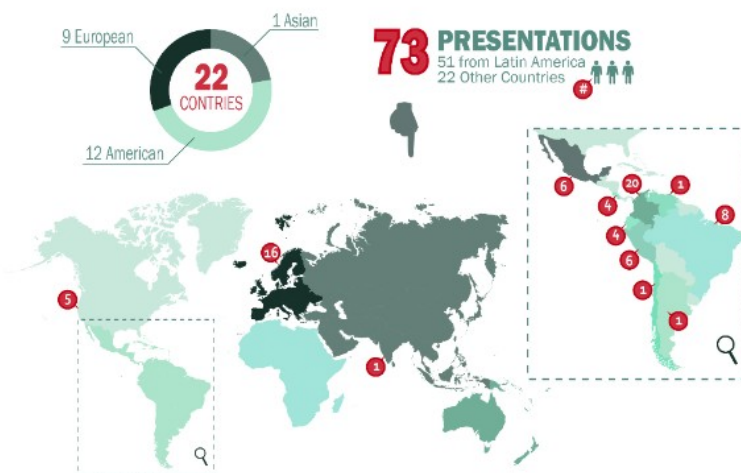 9 European
1 Asian
22
CONTRIES
12 American
73 PRESENTATIONS
51 from Latin America
22 Other Countries
#
5
16
1
6
20
1
4
8
4
6
1
1